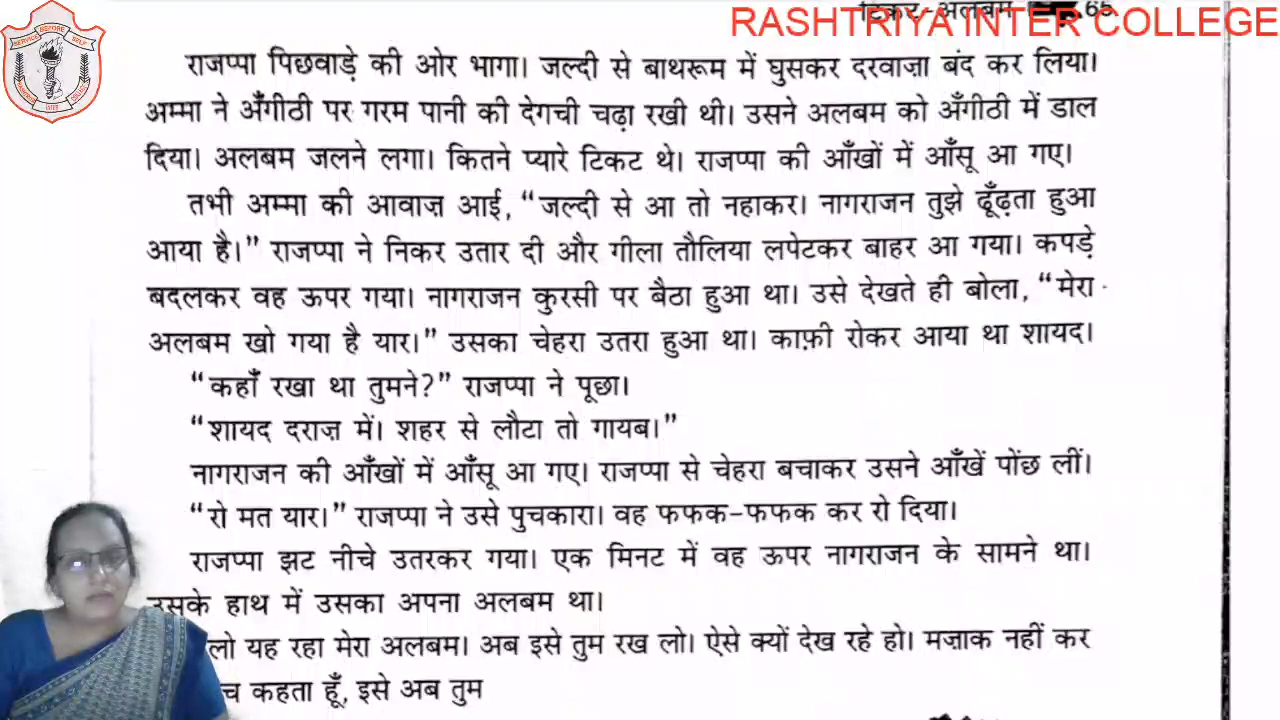 टिकट-अलबम
65
RASHTRIYA INTER COLLEGE
SERVICE BEFORE SELF
राजप्पा पिछवाड़े की ओर भागा। जल्दी से बाथरूम में घुसकर दरवाज़ा बंद कर लिया।
अम्मा ने अँगीठी पर गरम पानी की देगची चढ़ा रखी थी। उसने अलबम को अँगीठी में डाल
दिया। अलबम जलने लगा। कितने प्यारे टिकट थे। राजप्पा की आँखों में आँसू आ गए।
तभी अम्मा की आवाज़ आई, “जल्दी से आ तो नहाकर। नागराजन तुझे ढूँढ़ता हुआ
आया है।” राजप्पा ने निकर उतार दी और गीला तौलिया लपेटकर बाहर आ गया। कपड़े
बदलकर वह ऊपर गया। नागराजन कुरसी पर बैठा हुआ था। उसे देखते ही बोला, “मेरा
अलबम खो गया है यार।” उसका चेहरा उतरा हुआ था। काफ़ी रोकर आया था शायद।
“कहाँ रखा था तुमने?” राजप्पा ने पूछा।
“शायद दराज़ में। शहर से लौटा तो गायब।”
नागराजन की आँखों में आँसू आ गए। राजप्पा से चेहरा बचाकर उसने आँखें पोंछ लीं।
“रो मत यार।” राजप्पा ने उसे पुचकारा। वह फफक-फफक कर रो दिया।
राजप्पा झट नीचे उतरकर गया। एक मिनट में वह ऊपर नागराजन के सामने था।
उसके हाथ में उसका अपना अलबम था।
लो यह रहा मेरा अलबम। अब इसे तुम रख लो। ऐसे क्यों देख रहे हो। मज़ाक नहीं कर
च कहता हूँ, इसे अब तुम